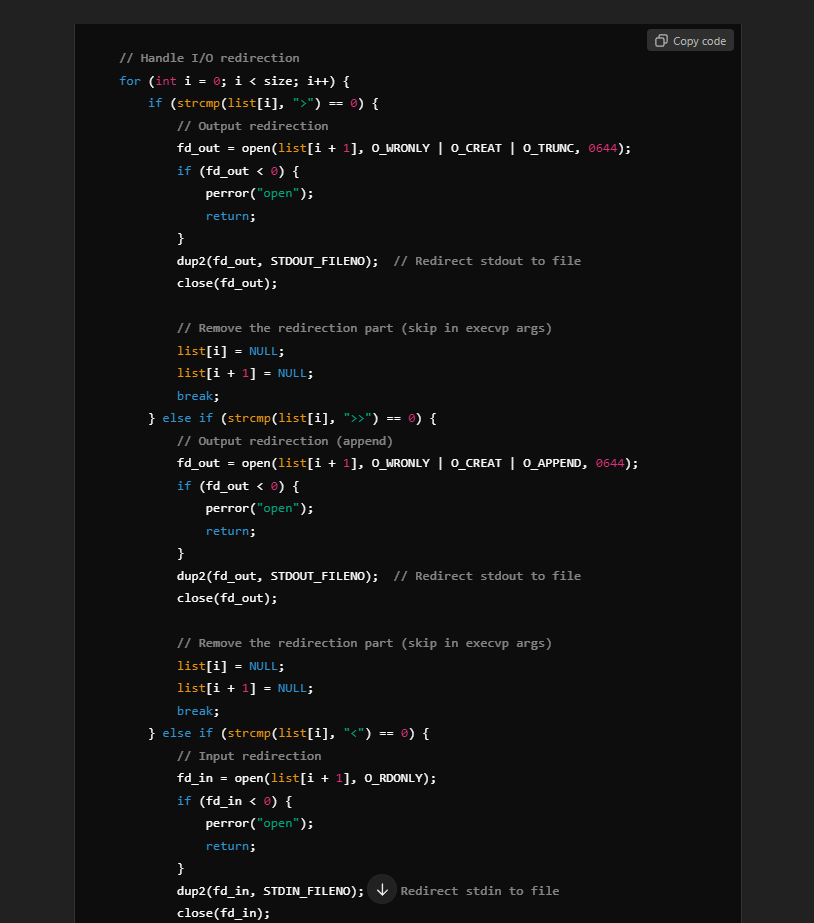 Copy code
// Handle I/O redirection
for (int i = 0; i < size; i++) {
if (strcmp(list[i], ">") == 0) {
// Output redirection
fd_out = open(list[i + 1], O_WRONLY | O_CREAT | O_TRUNC, 0644);
if (fd_out < 0) {
perror("open");
return;
}
dup2(fd_out, STDOUT_FILENO);  // Redirect stdout to file
close(fd_out);
// Remove the redirection part (skip in execvp args)
list[i] = NULL;
list[i + 1] = NULL;
break;
} else if (strcmp(list[i], ">>") == 0) {
// Output redirection (append)
fd_out = open(list[i + 1], O_WRONLY | O_CREAT | O_APPEND, 0644);
if (fd_out < 0) {
perror("open");
return;
}
dup2(fd_out, STDOUT_FILENO);  // Redirect stdout to file
close(fd_out);
// Remove the redirection part (skip in execvp args)
list[i] = NULL;
list[i + 1] = NULL;
break;
} else if (strcmp(list[i], "<") == 0) {
// Input redirection
fd_in = open(list[i + 1], O_RDONLY);
if (fd_in < 0) {
perror("open");
return;
}
dup2(fd_in, STDIN_FILENO); Redirect stdin to file
close(fd_in);